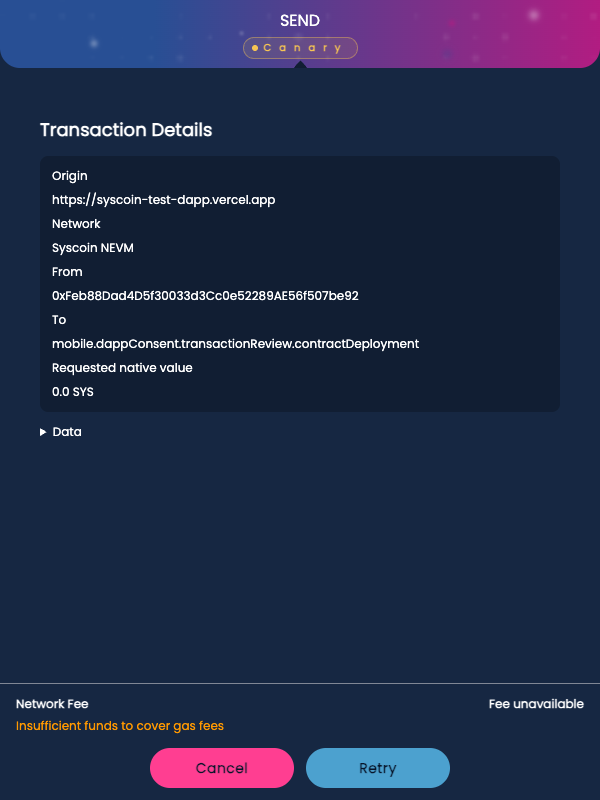 SEND
Canary
Transaction Details
Origin
https://syscoin-test-dapp.vercel.app
Network
Syscoin NEVM
From
0xFeb88Dad4D5f30033d3Cc0e52289AE56f507be92
To
mobile.dappConsent.transactionReview.contractDeployment
Requested native value
0.0 SYS
Data
Network Fee
Fee unavailable
Insufficient funds to cover gas fees
Cancel
Retry